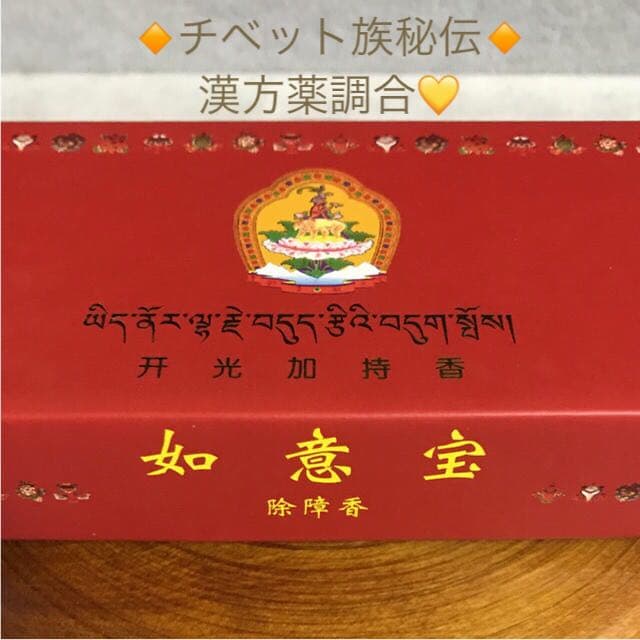 🔸チベット族秘伝🔸
漢方薬調合💛
ཡིད་ནོར་ལྷ་རྗེ་བདུད་རྩིའི་བདུག་སྤོས།
开光加持香
如意宝
除障香